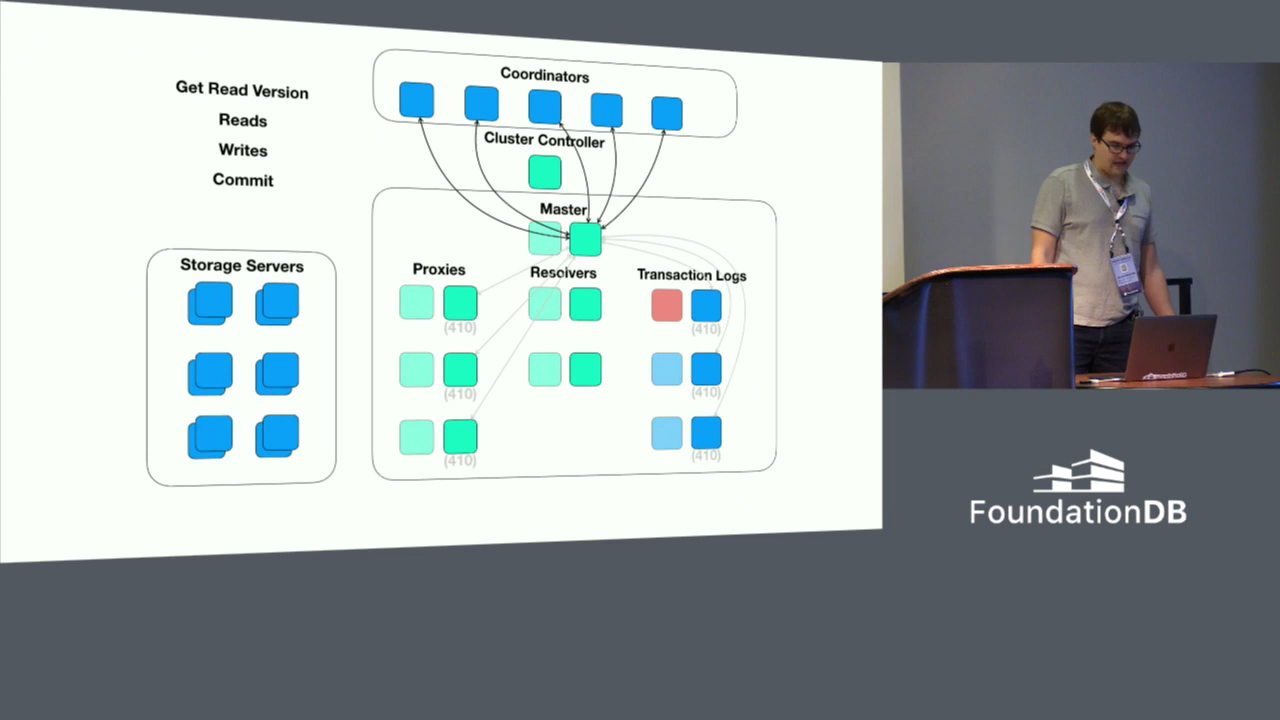 Get Read Version
Reads
Writes
Commit
Coordinators
Cluster Controller
Master
Storage Servers
Proxies
Resolvers
Transaction Logs
(410)
(410)
(410)
(410)
(410)
(410)
FoundationDB